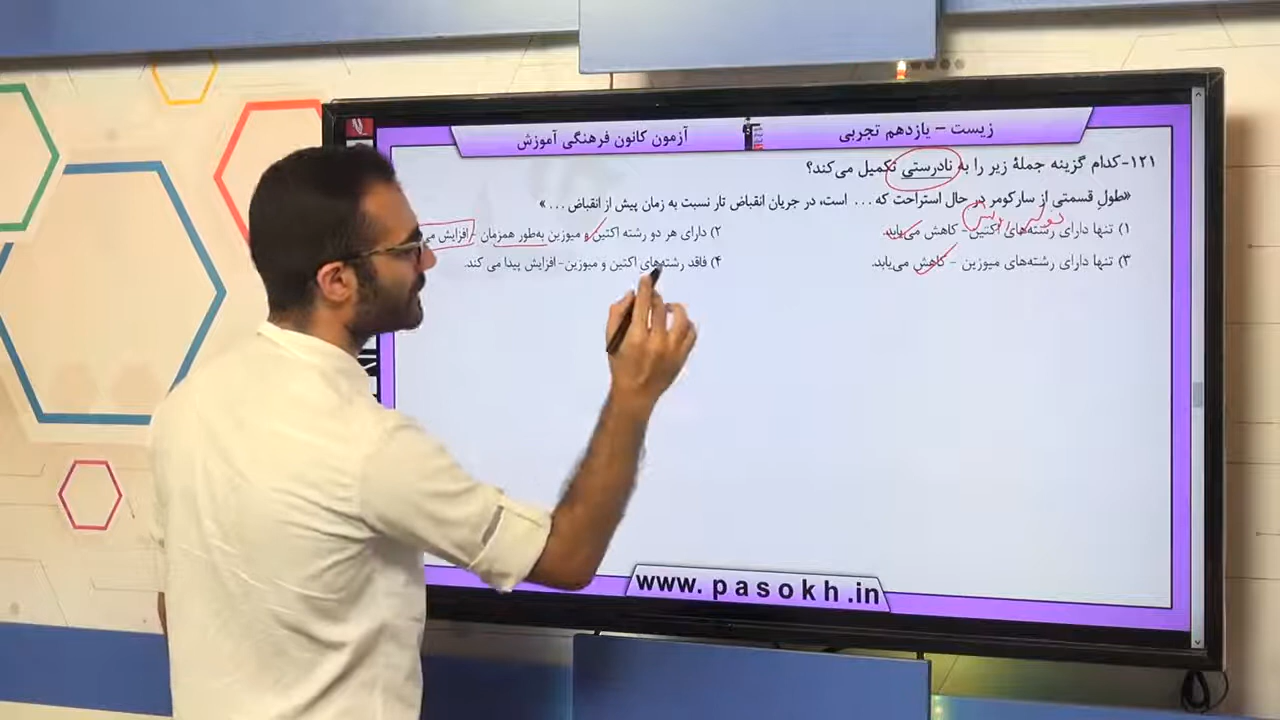 زیست – یازدهم تجربی
آزمون کانون فرهنگی آموزش
۱۲۱-کدام گزینه جملهٔ زیر را به نادرستی تکمیل می‌کند؟
«طولِ قسمتی از سارکومر در حال استراحت که ... است، در جریان انقباض تار نسبت به زمان پیش از انقباض ... »
۱) تنها دارای رشته‌های اکتین- کاهش می‌یابد.
۲) دارای هر دو رشته اکتین و میوزین به‌طور همزمان - افزایش
۳) تنها دارای رشته‌های میوزین - کاهش می‌یابد.
۴) فاقد رشته‌های اکتین و میوزین-افزایش پیدا می کند.
www.pasokh.in